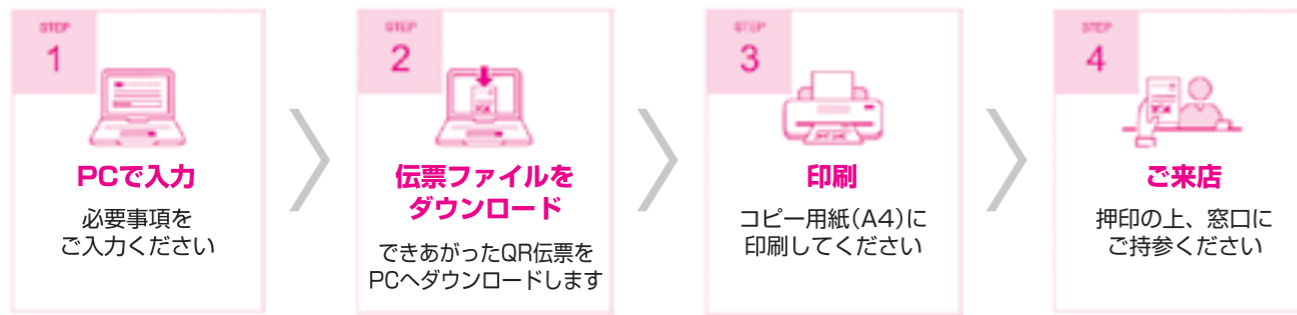 STEP
1
PCで入力
必要事項を
ご入力ください
STEP
2
伝票ファイルを
ダウンロード
できあがったQR伝票を
PCへダウンロードします
STEP
3
印刷
コピー用紙(A4)に
印刷してください
STEP
4
ご来店
押印の上、窓口に
ご持参ください